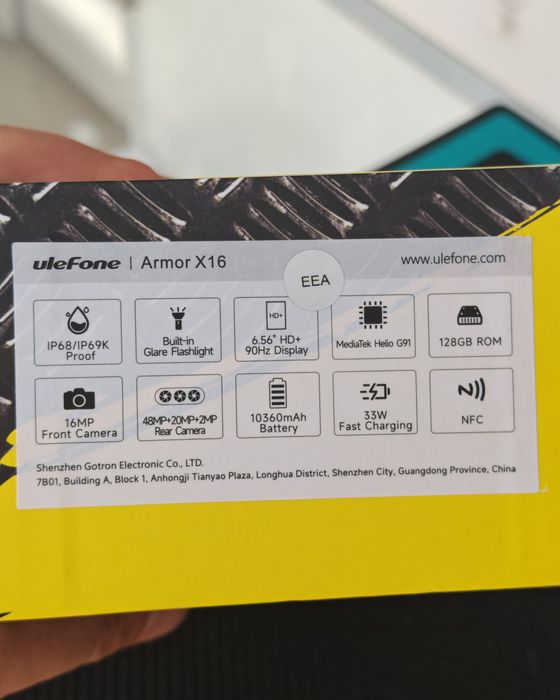 uleFone | Armor X16
www.ulefone.com
EEA
IP68/IP69K
Proof
Built-in
Glare Flashlight
HD+
6.56" HD+
90Hz Display
MediaTek Helio G91
128GB ROM
16MP
Front Camera
48MP+20MP+2MP
Rear Camera
10360mAh
Battery
33W
Fast Charging
NFC
Shenzhen Gotron Electronic Co., LTD.
7B01, Building A, Block 1, Anhongji Tianyao Plaza, Longhua District, Shenzhen City, Guangdong Province, China